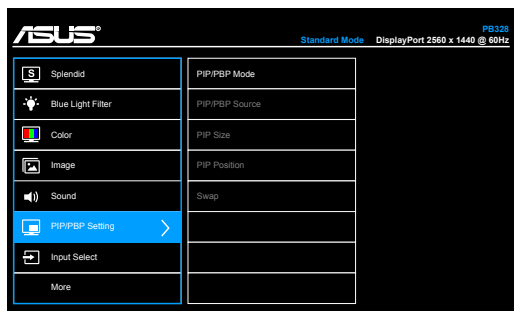 ASUS
PB328
Standard Mode DisplayPort 2560 x 1440 @ 60Hz
S Splendid
PIP/PBP Mode
Blue Light Filter
PIP/PBP Source
Color
PIP Size
Image
PIP Position
Sound
Swap
PIP/PBP Setting
Input Select
More